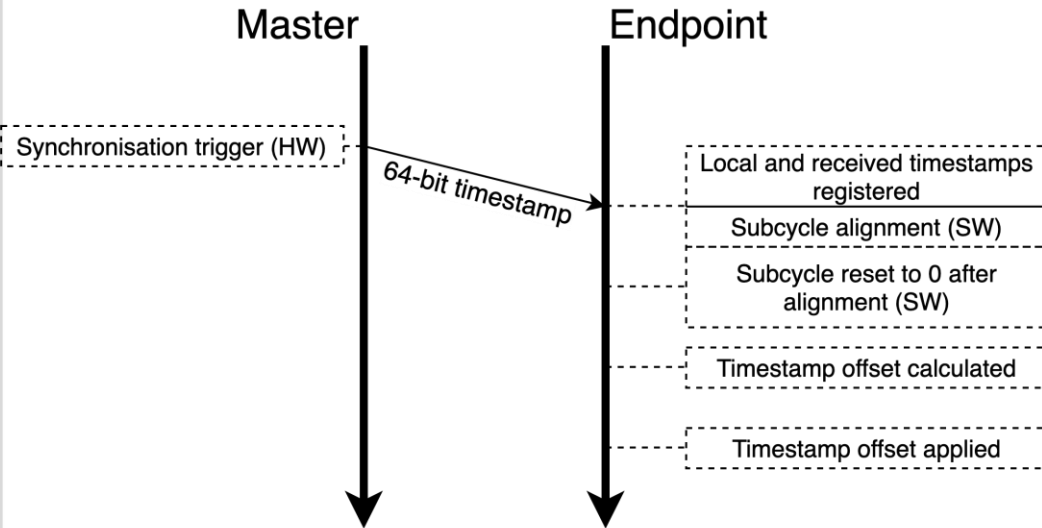 Master
Endpoint
Synchronisation trigger (HW)
64-bit timestamp
Local and received timestamps
registered
Subcycle alignment (SW)
Subcycle reset to 0 after
alignment (SW)
Timestamp offset calculated
Timestamp offset applied